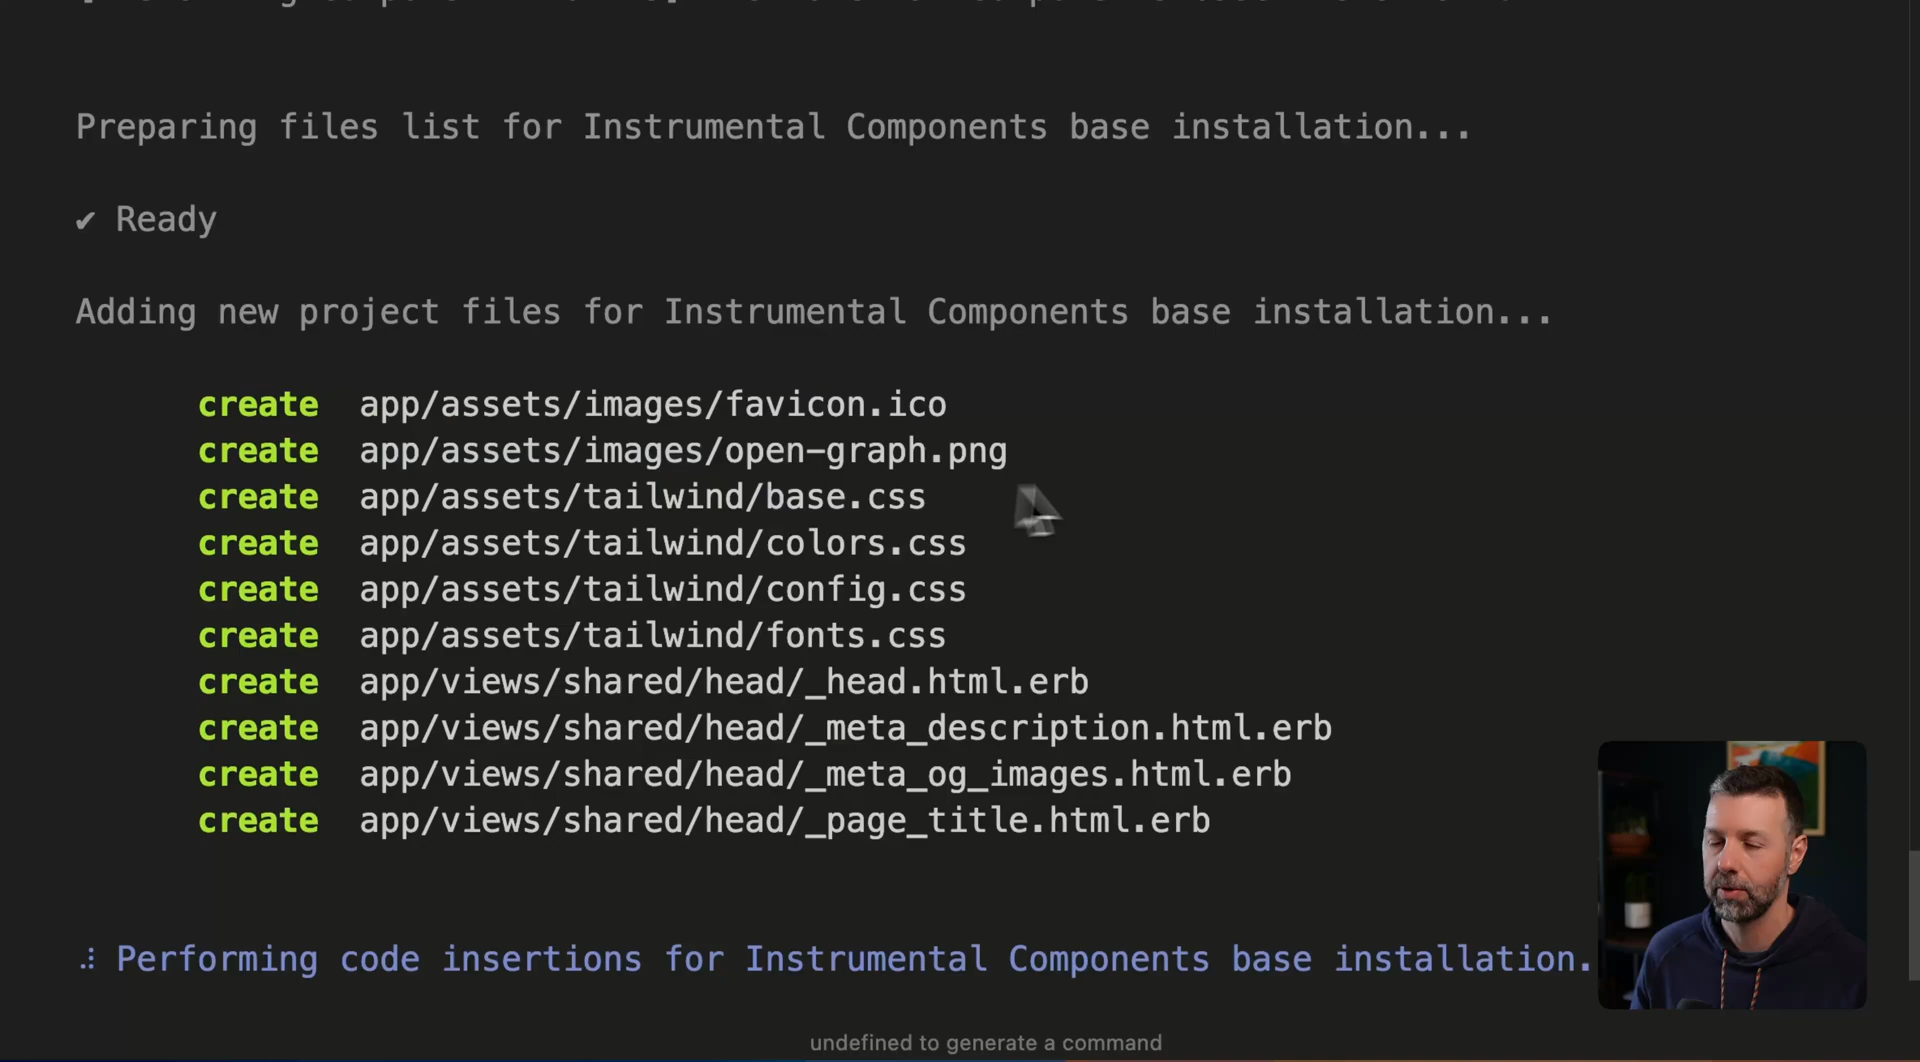 Preparing files list for Instrumental Components base installation...
✔ Ready
Adding new project files for Instrumental Components base installation...
create app/assets/images/favicon.ico
create app/assets/images/open-graph.png
create app/assets/tailwind/base.css
create app/assets/tailwind/colors.css
create app/assets/tailwind/config.css
create app/assets/tailwind/fonts.css
create app/views/shared/head/_head.html.erb
create app/views/shared/head/_meta_description.html.erb
create app/views/shared/head/_meta_og_images.html.erb
create app/views/shared/head/_page_title.html.erb
Performing code insertions for Instrumental Components base installation.
undefined to generate a command